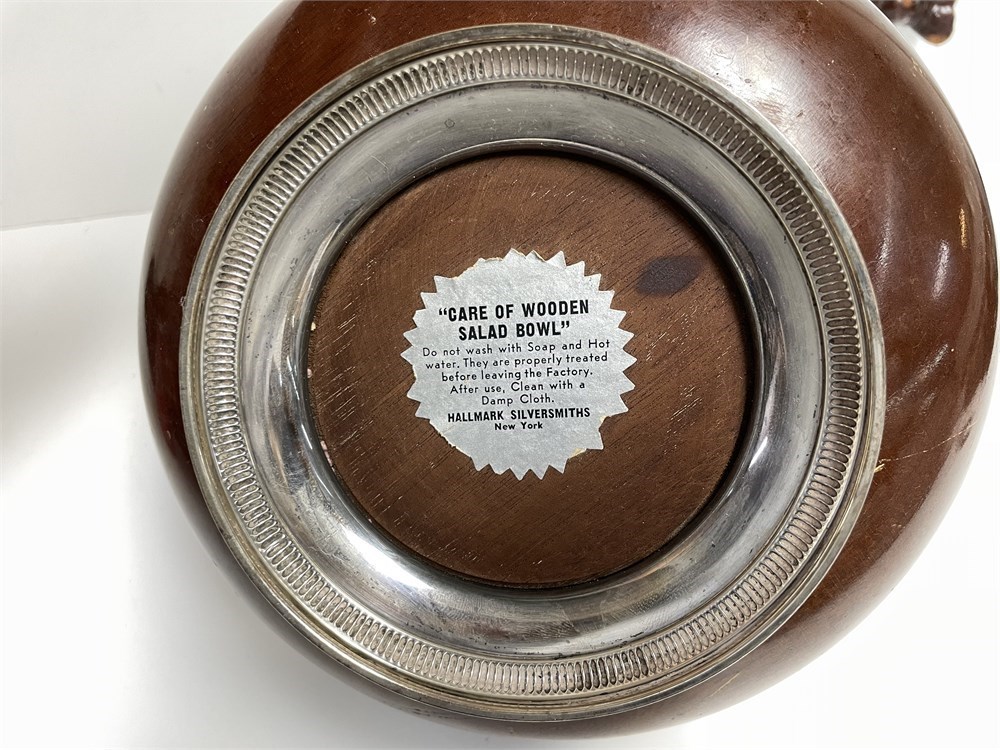 "CARE OF WOODEN
SALAD BOWL"
Do not wash with Soap and Hot
water. They are properly treated
before leaving the Factory.
After use, Clean with a
Damp Cloth.
HALLMARK SILVERSMITHS
New York